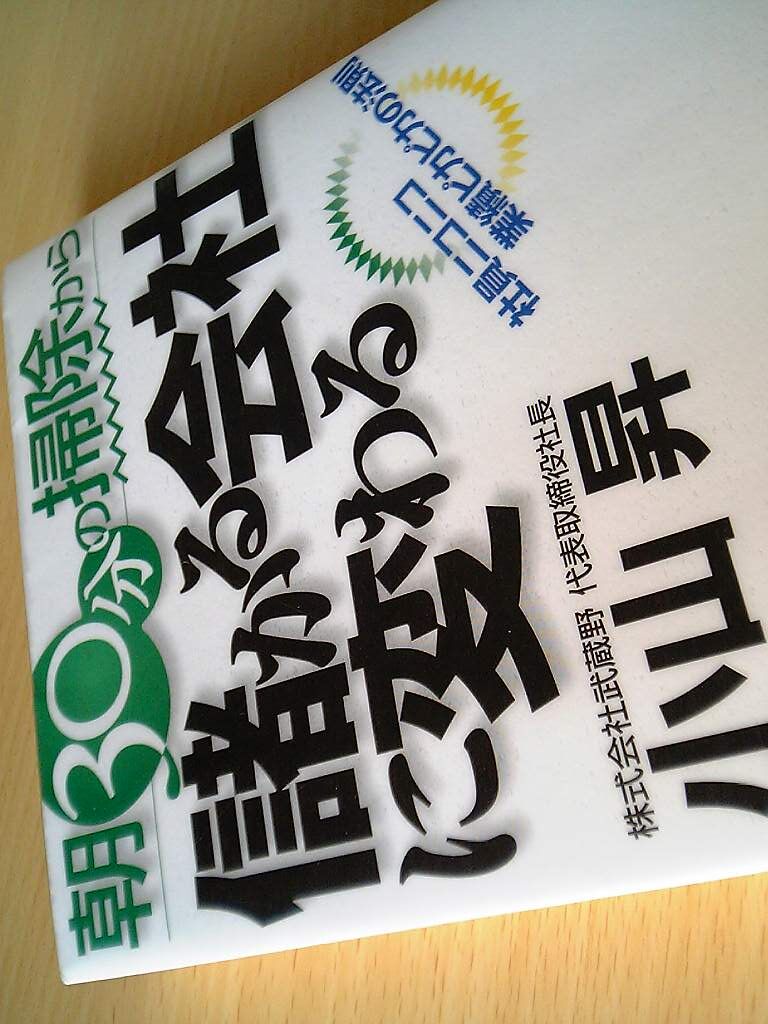 朝30分の掃除から
儲かる会社
に変わる
社員ニコニコ
業績ピカピカの法則
株式会社武蔵野 代表取締役社長
小山 昇